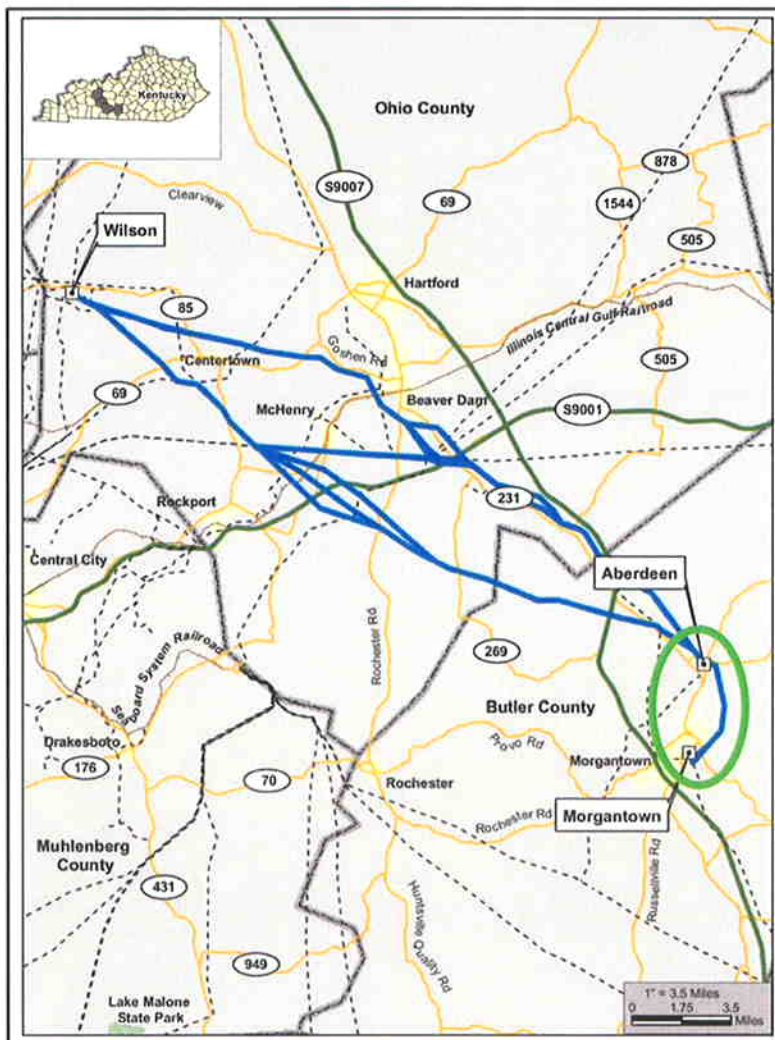 Kentucky
Ohio County
878
S9007
69
1544
Clearview
505
Wilson
Hartford
85
Illinois Central Gulf Railroad
Goshen Rd
Centertown
505
69
Beaver Dam
McHenry
S9001
Rockport
231
Central City
Aberdeen
Rochester Rd
Seaboard System Railroad
269
Butler County
Provo Rd
Drakesboro
Morgantown
176
70
Rochester
Morgantown
Rochester Rd
Muhlenberg
County
Russellville Rd
431
Huntsville Quality Rd
949
1" = 3.5 Miles
0 1.75 3.5
Miles
Lake Malone
State Park